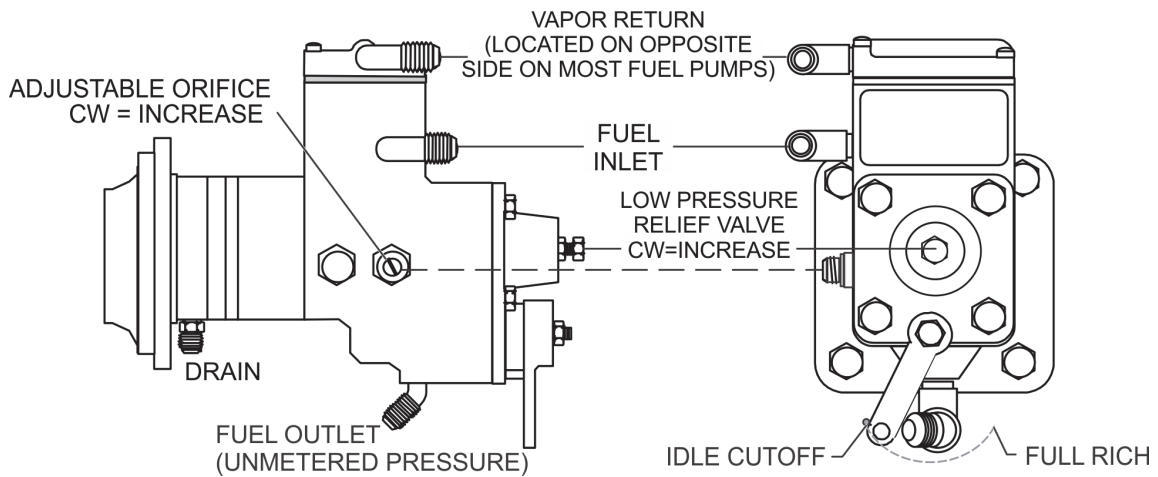 VAPOR RETURN
(LOCATED ON OPPOSITE
SIDE ON MOST FUEL PUMPS)
ADJUSTABLE ORIFICE
CW = INCREASE
FUEL
INLET
LOW PRESSURE
RELIEF VALVE
CW=INCREASE
DRAIN
FUEL OUTLET
(UNMETERED PRESSURE)
IDLE CUTOFF
FULL RICH